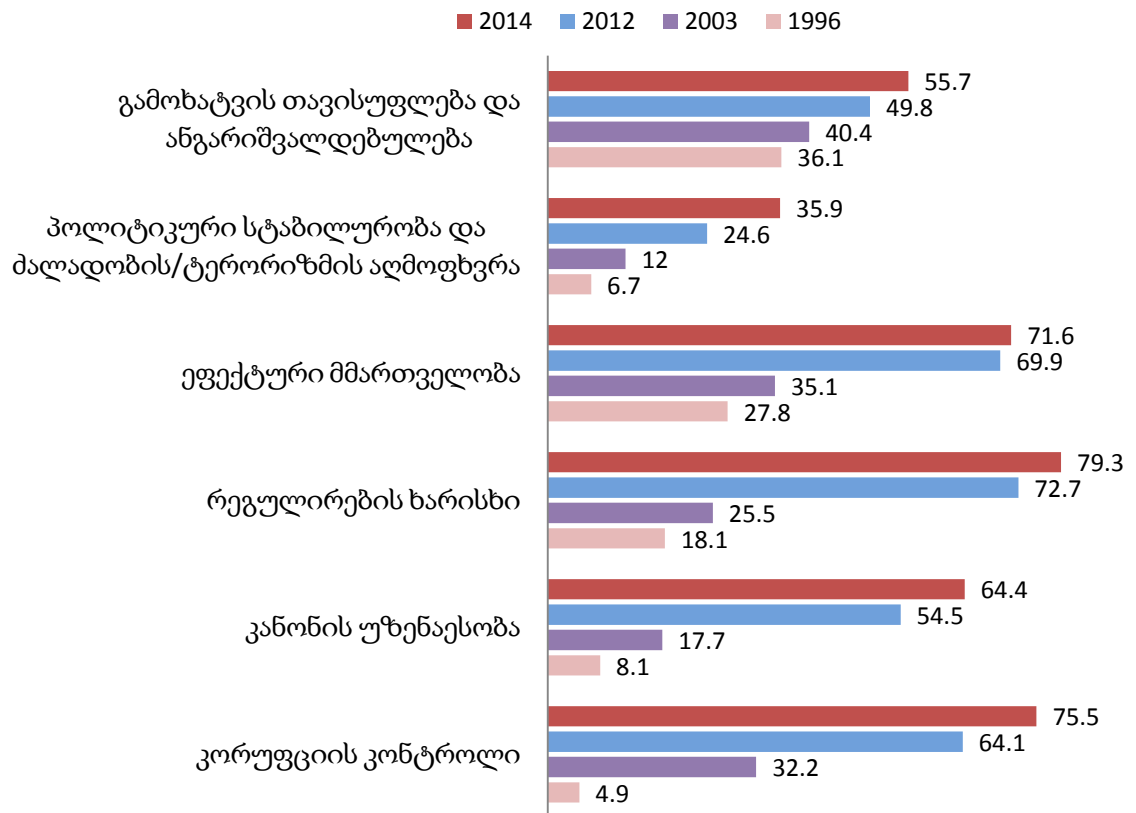 2014 2012 2003 1996
გამოხატვის თავისუფლება და
ანგარიშვალდებულება
55.7
49.8
40.4
36.1
პოლიტიკური სტაბილურობა და
ძალადობის/ტერორიზმის აღმოფხვრა
35.9
24.6
12
6.7
ეფექტური მმართველობა
71.6
69.9
35.1
27.8
რეგულირების ხარისხი
79.3
72.7
25.5
18.1
კანონის უზენაესობა
64.4
54.5
17.7
8.1
კორუფციის კონტროლი
75.5
64.1
32.2
4.9